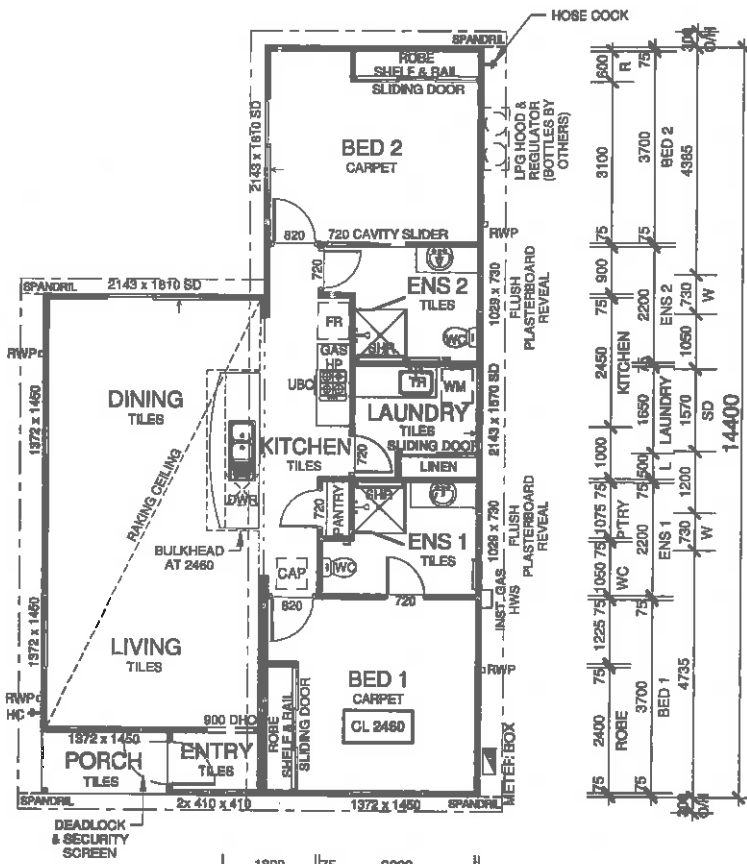 HOSE COCK
SPANDRIL
ROBE
SHELF & RAIL
SLIDING DOOR
2143 x 1810 SD
BED 2
CARPET
LPG HOOD &
REGULATOR
(BOTTLES BY
OTHERS)
820
720 CAVITY SLIDER
RWP
720
ENS 2
TILES
1029 x 730
FLUSH
PLASTERBOARD
REVEAL
SPANDRIL
2143 x 1810 SD
FR
GAS
HP
UBO
SHR
WC
RWP
1372 x 1450
DINING
TILES
KITCHEN
TILES
TR
WM
LAUNDRY
TILES
SLIDING DOOR
LINEN
2143 x 1570 SD
720
RAKING CEILING
DWR
BULKHEAD
AT 2460
720
PANTRY
SHR
ENS 1
TILES
WC
1029 x 730
FLUSH
PLASTERBOARD
REVEAL
CAP
820
720
INST. GAS
HWS
1372 x 1450
LIVING
TILES
BED 1
CARPET
CL 2460
RWP
RWP
HC
900 DHO
1372 x 1450
ROBE
SHELF & RAIL
SLIDING DOOR
PORCH
TILES
ENTRY
TILES
METER BOX
SPANDRIL
2x 410 x 410
1372 x 1450
SPANDRIL
DEADLOCK
& SECURITY
SCREEN
600
R
3100
75
900
75
2450
KITCHEN
1000
75
1075
P'TRY
75
1050
WC
75
1225
75
2400
ROBE
75
75
3700
BED 2
75
2200
ENS 2
75
1650
LAUNDRY
500
L
75
2200
ENS 1
75
3700
BED 1
75
300
O/H
4385
730
W
1050
1570
SD
1200
730
W
4735
300
O/H
14400
75